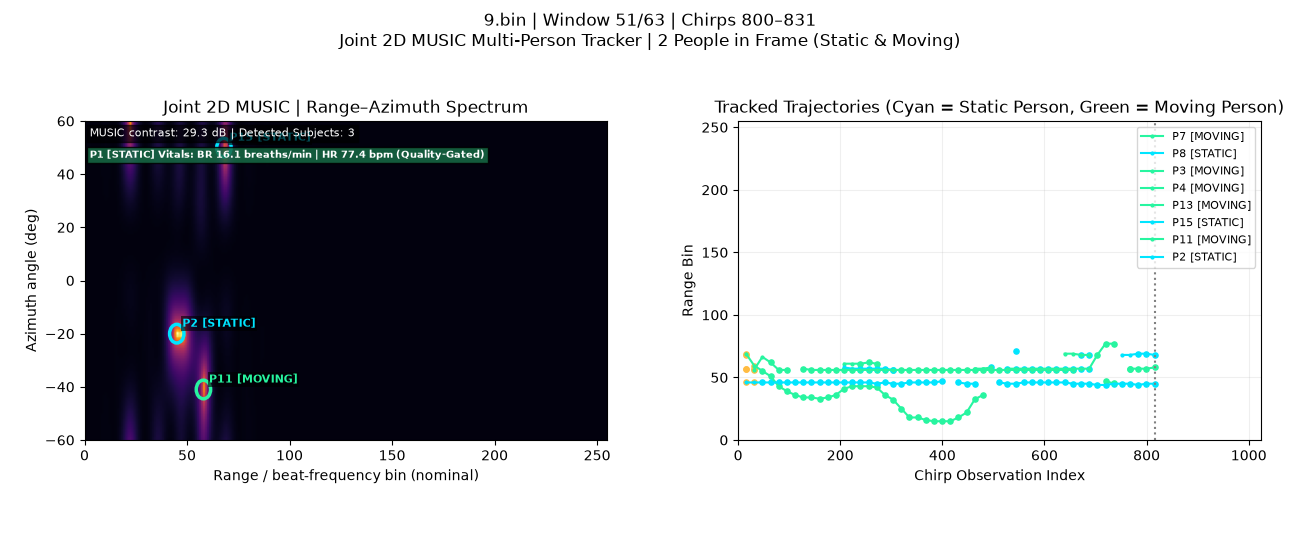 9.bin | Window 51/63 | Chirps 800–831
Joint 2D MUSIC Multi-Person Tracker | 2 People in Frame (Static & Moving)
Joint 2D MUSIC | Range–Azimuth Spectrum
MUSIC contrast: 29.3 dB | Detected Subjects: 3
P1 [STATIC] Vitals: BR 16.1 breaths/min | HR 77.4 bpm (Quality-Gated)
P2 [STATIC]
P11 [MOVING]
60
40
20
0
−20
−40
−60
Azimuth angle (deg)
0
50
100
150
200
250
Range / beat-frequency bin (nominal)
Tracked Trajectories (Cyan = Static Person, Green = Moving Person)
P7 [MOVING]
P8 [STATIC]
P3 [MOVING]
P4 [MOVING]
P13 [MOVING]
P15 [STATIC]
P11 [MOVING]
P2 [STATIC]
250
200
150
100
50
0
Range Bin
0
200
400
600
800
1000
Chirp Observation Index